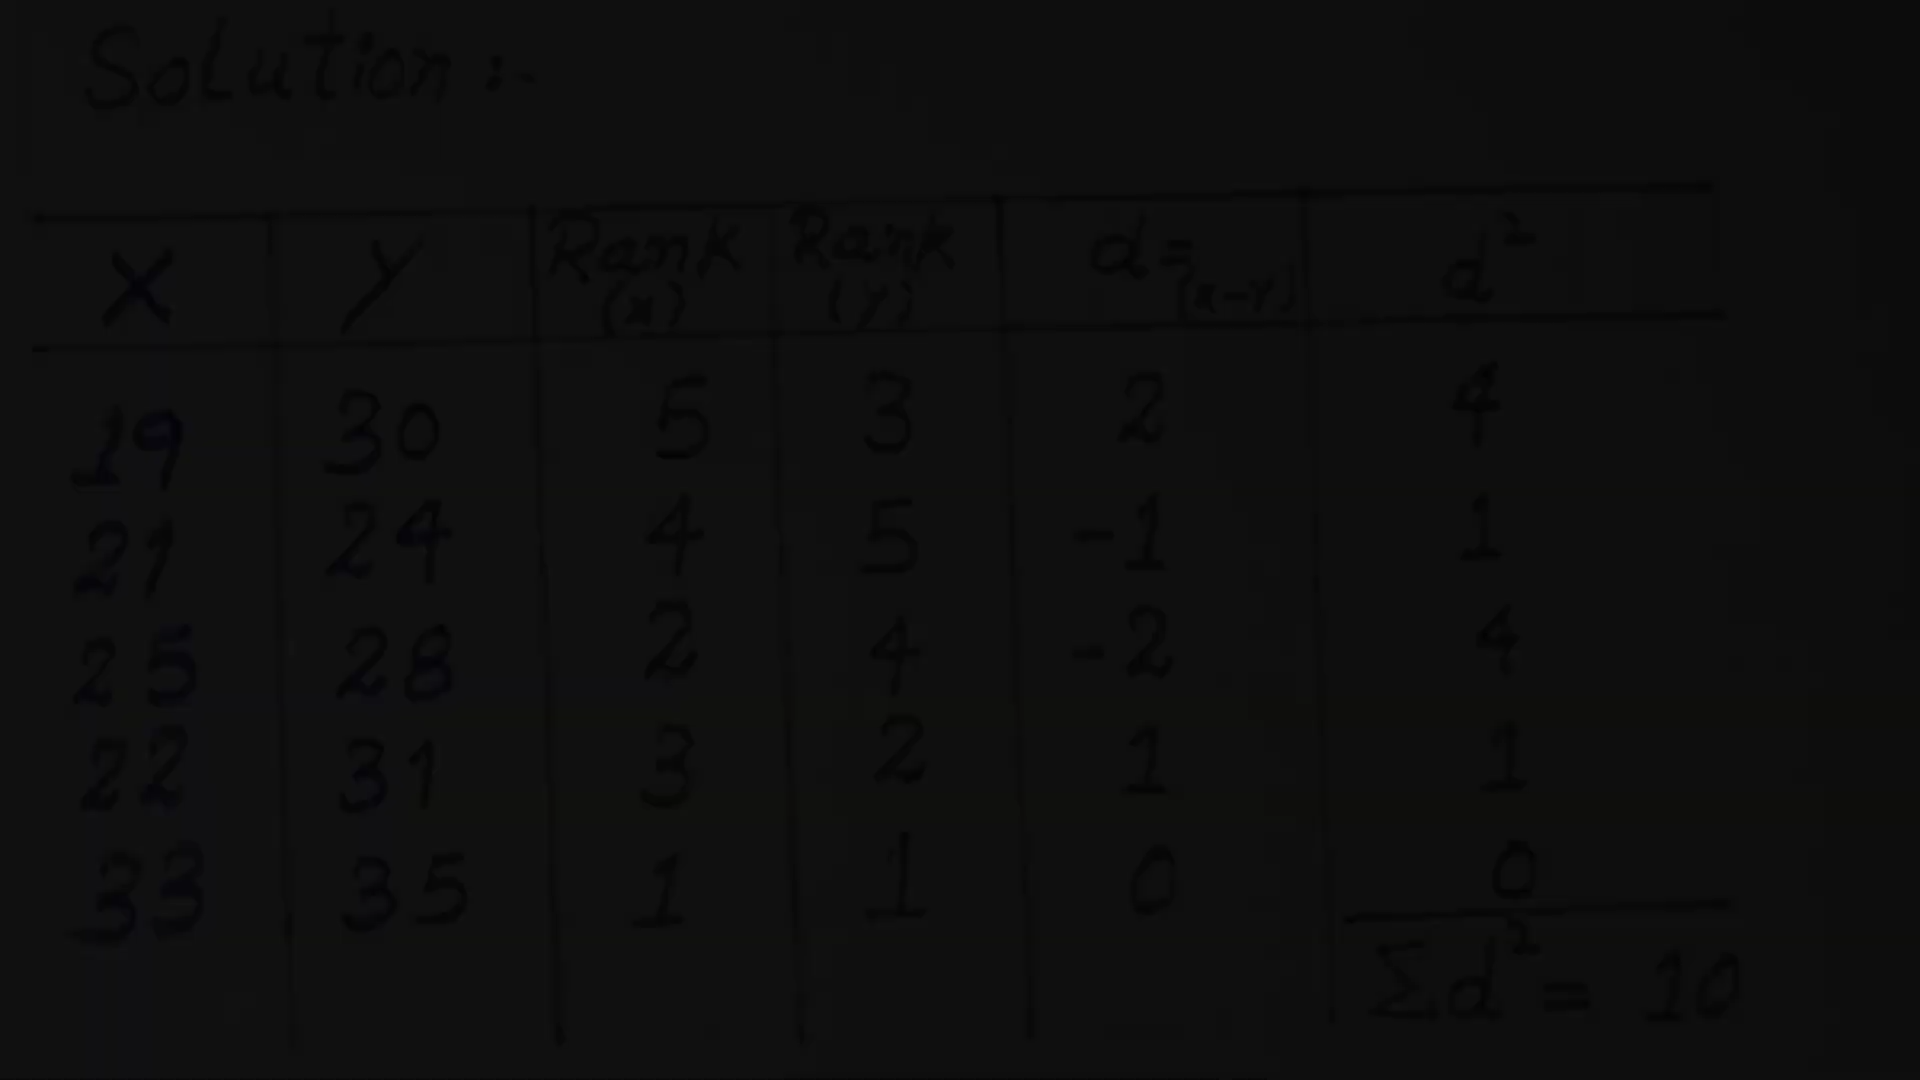 Solution :-
X Y Rank (x) Rank (y) d = (x-y) d²
19 30 5 3 2 4
21 24 4 5 -1 1
25 28 2 4 -2 4
22 31 3 2 1 1
33 35 1 1 0 0
Σd² = 10